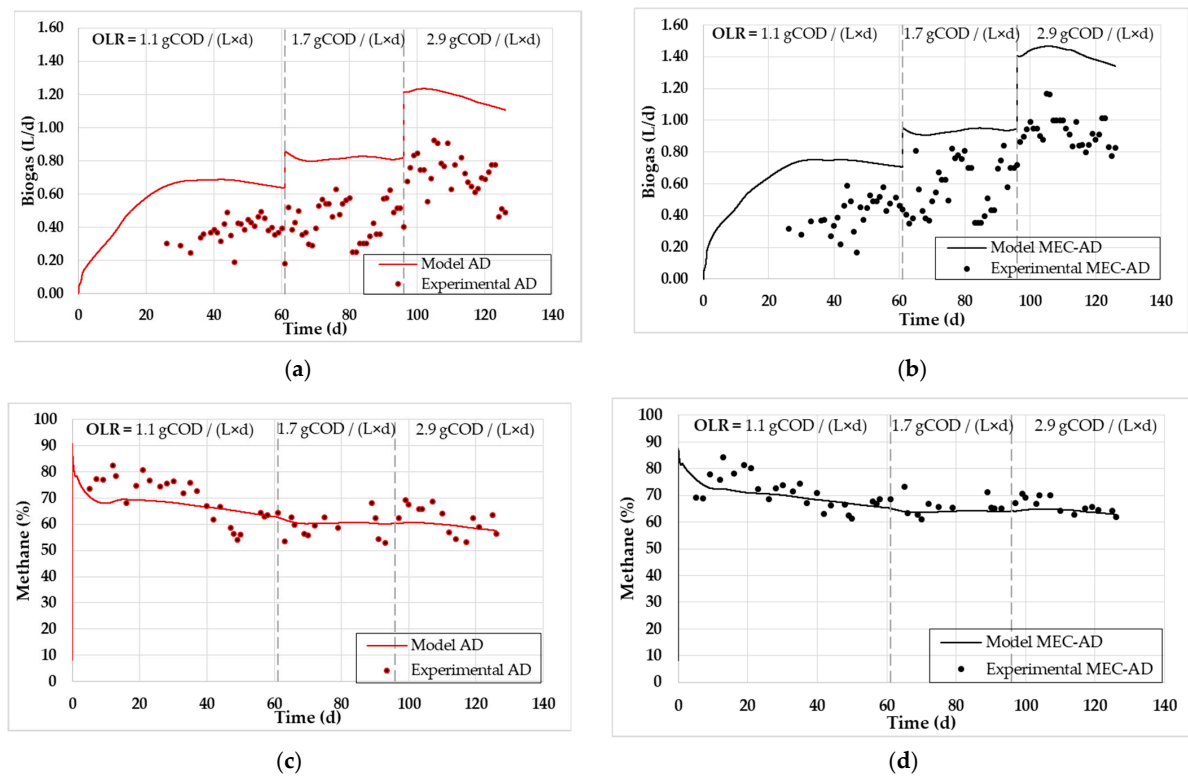 1.60
OLR = 1.1 gCOD / (L×d) 1.7 gCOD / (L×d) 2.9 gCOD / (L×d)
1.40
1.20
1.00
0.80
0.60
0.40
0.20
0.00
Biogas (L/d)
Model AD
Experimental AD
0 20 40 60 80 100 120 140
Time (d)
(a)
1.60
OLR = 1.1 gCOD / (L×d) 1.7 gCOD / (L×d) 2.9 gCOD / (L×d)
1.40
1.20
1.00
0.80
0.60
0.40
0.20
0.00
Biogas (L/d)
Model MEC-AD
Experimental MEC-AD
0 20 40 60 80 100 120 140
Time (d)
(b)
100
OLR = 1.1 gCOD / (L×d) 1.7 gCOD / (L×d) 2.9 gCOD / (L×d)
90
80
70
60
50
40
30
20
10
0
Methane (%)
Model AD
Experimental AD
0 20 40 60 80 100 120 140
Time (d)
(c)
100
OLR = 1.1 gCOD / (L×d) 1.7 gCOD / (L×d) 2.9 gCOD / (L×d)
90
80
70
60
50
40
30
20
10
0
Methane (%)
Model MEC-AD
Experimental MEC-AD
0 20 40 60 80 100 120 140
Time (d)
(d)